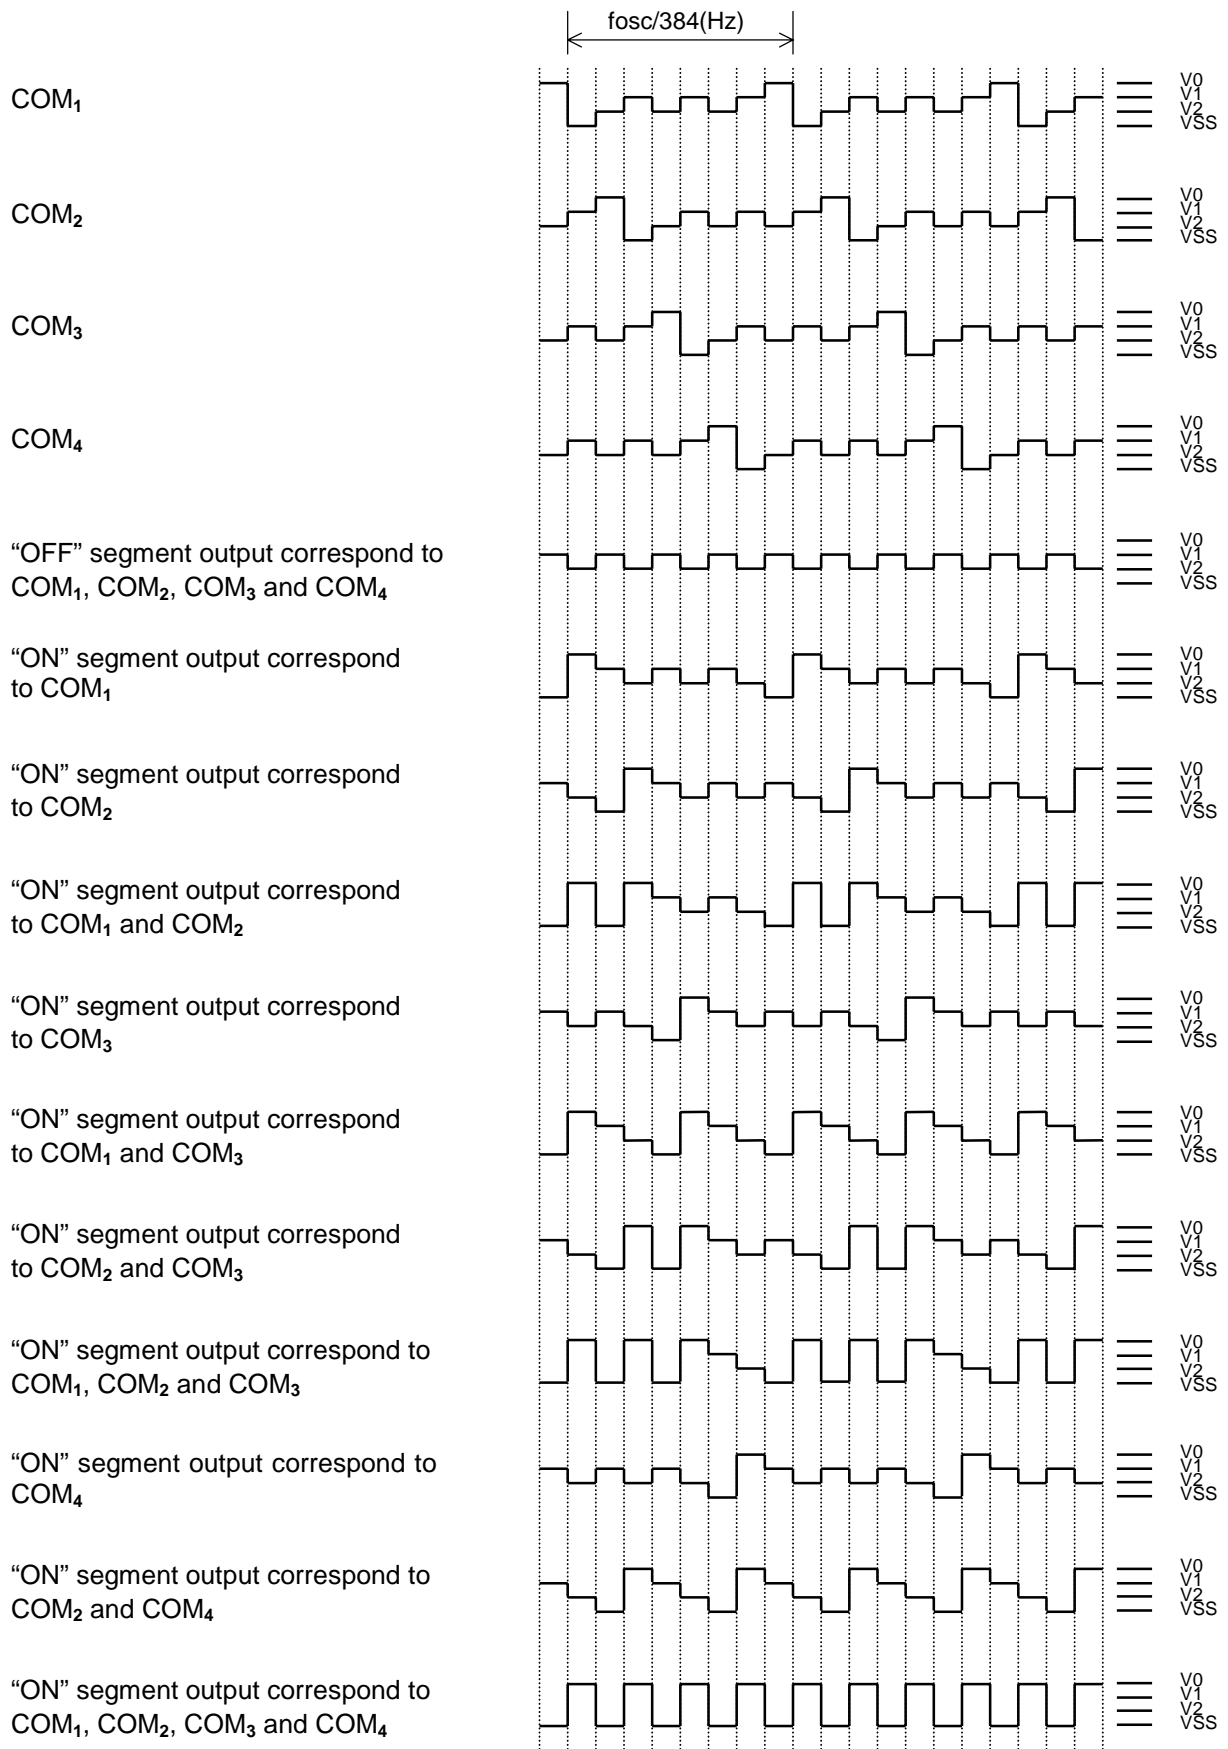 fosc/384(Hz)
COM₁
V0
V1
V2
VSS
COM₂
V0
V1
V2
VSS
COM₃
V0
V1
V2
VSS
COM₄
V0
V1
V2
VSS
“OFF” segment output correspond to
COM₁, COM₂, COM₃ and COM₄
V0
V1
V2
VSS
“ON” segment output correspond
to COM₁
V0
V1
V2
VSS
“ON” segment output correspond
to COM₂
V0
V1
V2
VSS
“ON” segment output correspond
to COM₁ and COM₂
V0
V1
V2
VSS
“ON” segment output correspond
to COM₃
V0
V1
V2
VSS
“ON” segment output correspond
to COM₁ and COM₃
V0
V1
V2
VSS
“ON” segment output correspond
to COM₂ and COM₃
V0
V1
V2
VSS
“ON” segment output correspond to
COM₁, COM₂ and COM₃
V0
V1
V2
VSS
“ON” segment output correspond to
COM₄
V0
V1
V2
VSS
“ON” segment output correspond to
COM₂ and COM₄
V0
V1
V2
VSS
“ON” segment output correspond to
COM₁, COM₂, COM₃ and COM₄
V0
V1
V2
VSS